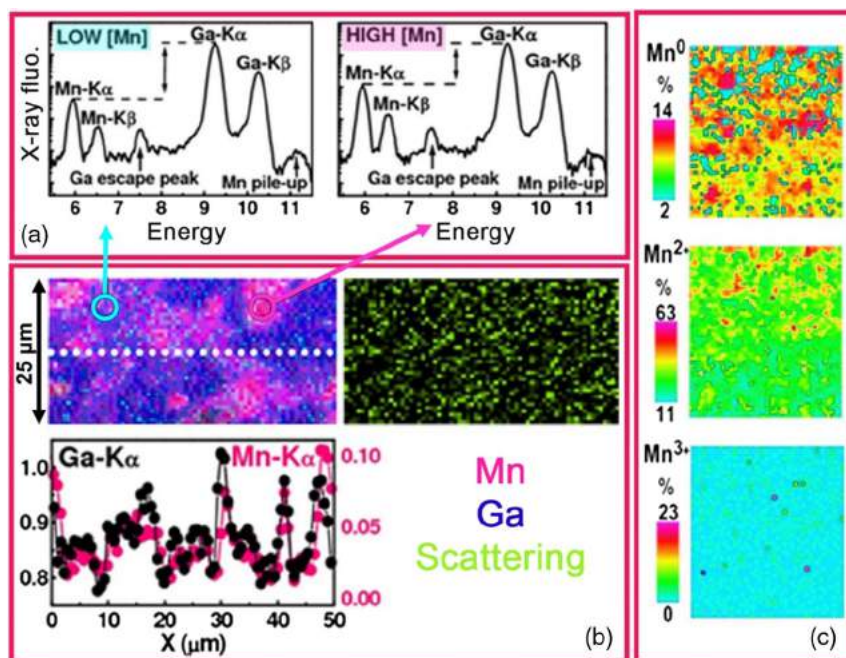 LOW [Mn]
Ga-Kα
Ga-Kβ
Mn-Kα
Mn-Kβ
Ga escape peak
Mn pile-up
X-ray fluo.
6 7 8 9 10 11
Energy
HIGH [Mn]
Ga-Kα
Ga-Kβ
Mn-Kα
Mn-Kβ
Ga escape peak
Mn pile-up
6 7 8 9 10 11
Energy
(a)
25 µm
Ga-Kα
Mn-Kα
1.0
0.9
0.8
0.10
0.05
0.00
0 10 20 30 40 50
X (µm)
Mn
Ga
Scattering
(b)
Mn0
%
14
2
Mn2+
%
63
11
Mn3+
%
23
0
(c)